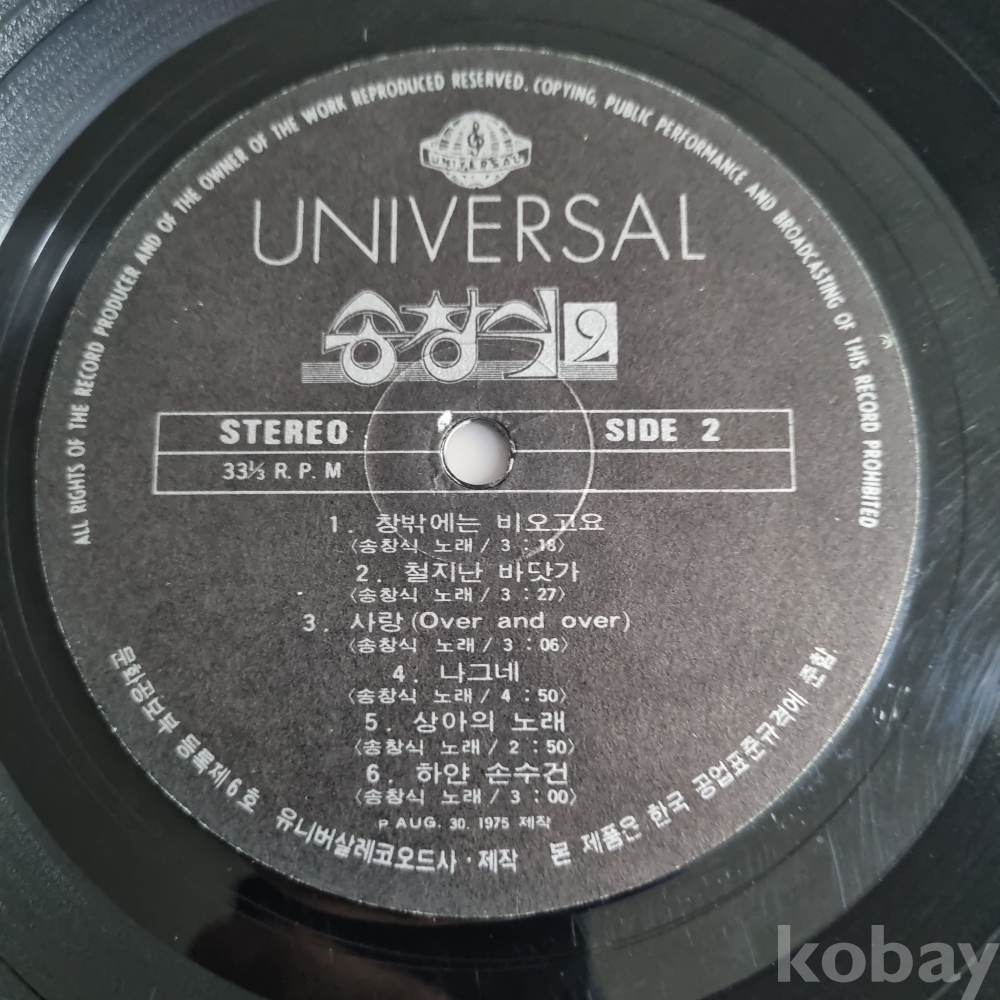 ALL RIGHTS OF THE RECORD PRODUCER AND OF THE OWNER OF THE WORK REPRODUCED RESERVED. COPYING, PUBLIC PERFORMANCE AND BROADCASTING OF THIS RECORD PROHIBITED
UNIVERSAL
UNIVERSAL
송창식 2
STEREO SIDE 2
33⅓ R. P. M
1. 창밖에는 비오고요
〈송창식 노래 / 3 : 18〉
2. 철지난 바닷가
〈송창식 노래 / 3 : 27〉
3. 사랑 (Over and over)
〈송창식 노래 / 3 : 06〉
4. 나그네
〈송창식 노래 / 4 : 50〉
5. 상아의 노래
〈송창식 노래 / 2 : 50〉
6. 하얀 손수건
〈송창식 노래 / 3 : 00〉
P AUG. 30. 1975 제작
문화공보부 등록제6호 유니버살레코오드사·제작 본 제품은 한국 공업표준규격에 준함
kobay